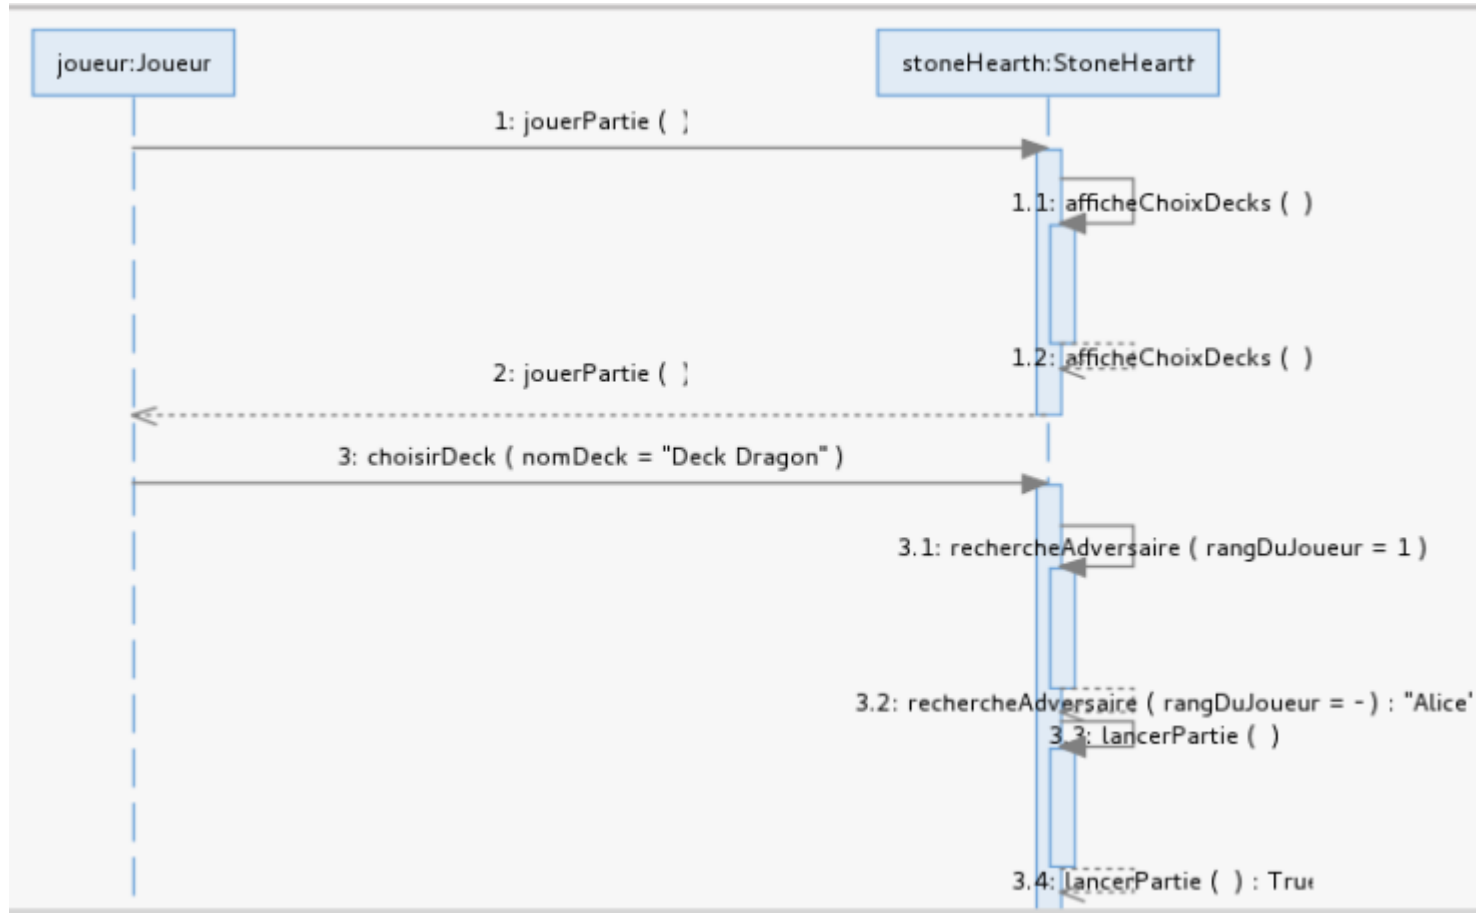 joueur:Joueur
stoneHearth:StoneHearth
1: jouerPartie ( )
1.1: afficheChoixDecks ( )
1.2: afficheChoixDecks ( )
2: jouerPartie ( )
3: choisirDeck ( nomDeck = "Deck Dragon" )
3.1: rechercheAdversaire ( rangDuJoueur = 1 )
3.2: rechercheAdversaire ( rangDuJoueur = - ) : "Alice"
3.3: lancerPartie ( )
3.4: lancerPartie ( ) : True